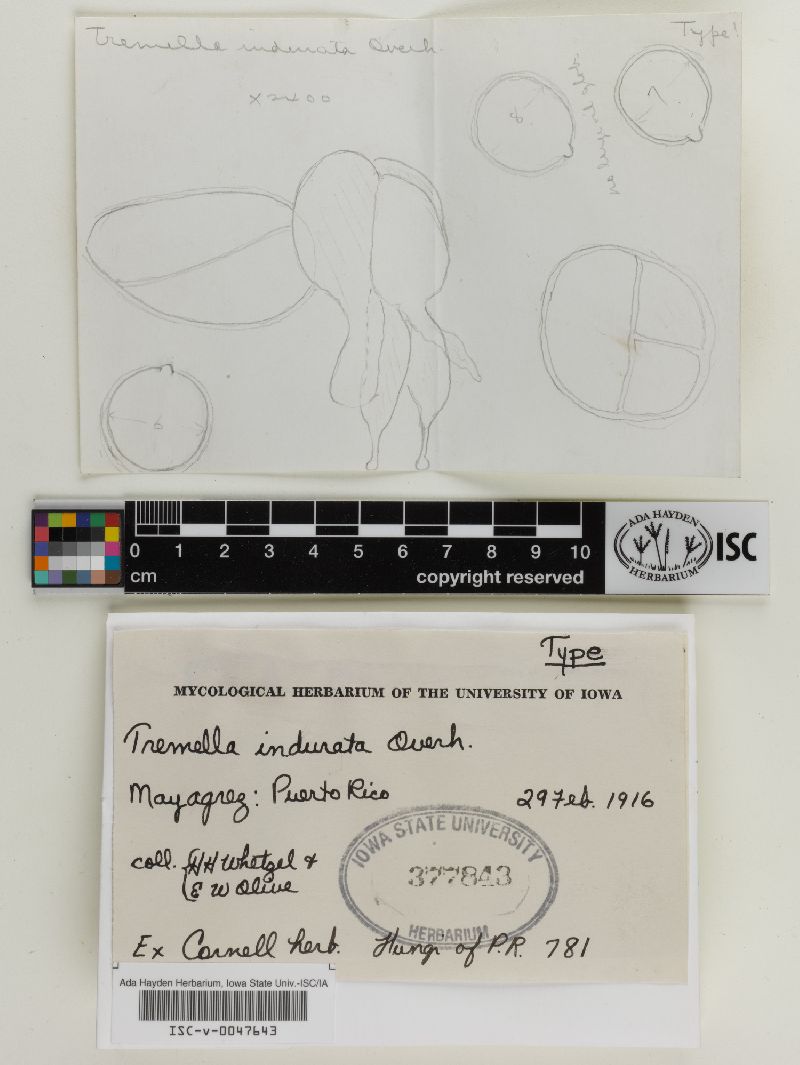 Tremella indurata Overh.
Type!
×2400
8
7
6
0 1 2 3 4 5 6 7 8 9 10
cm
copyright reserved
ADA HAYDEN
HERBARIUM
ISC
Type
MYCOLOGICAL HERBARIUM OF THE UNIVERSITY OF IOWA
Tremella indurata Overh.
Mayagrez: Puerto Rico 29 Feb. 1916
coll. HH Whetzel &
E W Olive
IOWA STATE UNIVERSITY
377843
HERBARIUM
Ex Cornell herb. Fungi of P.R. 781
Ada Hayden Herbarium, Iowa State Univ.-ISC/IA
ISC-v-0047643